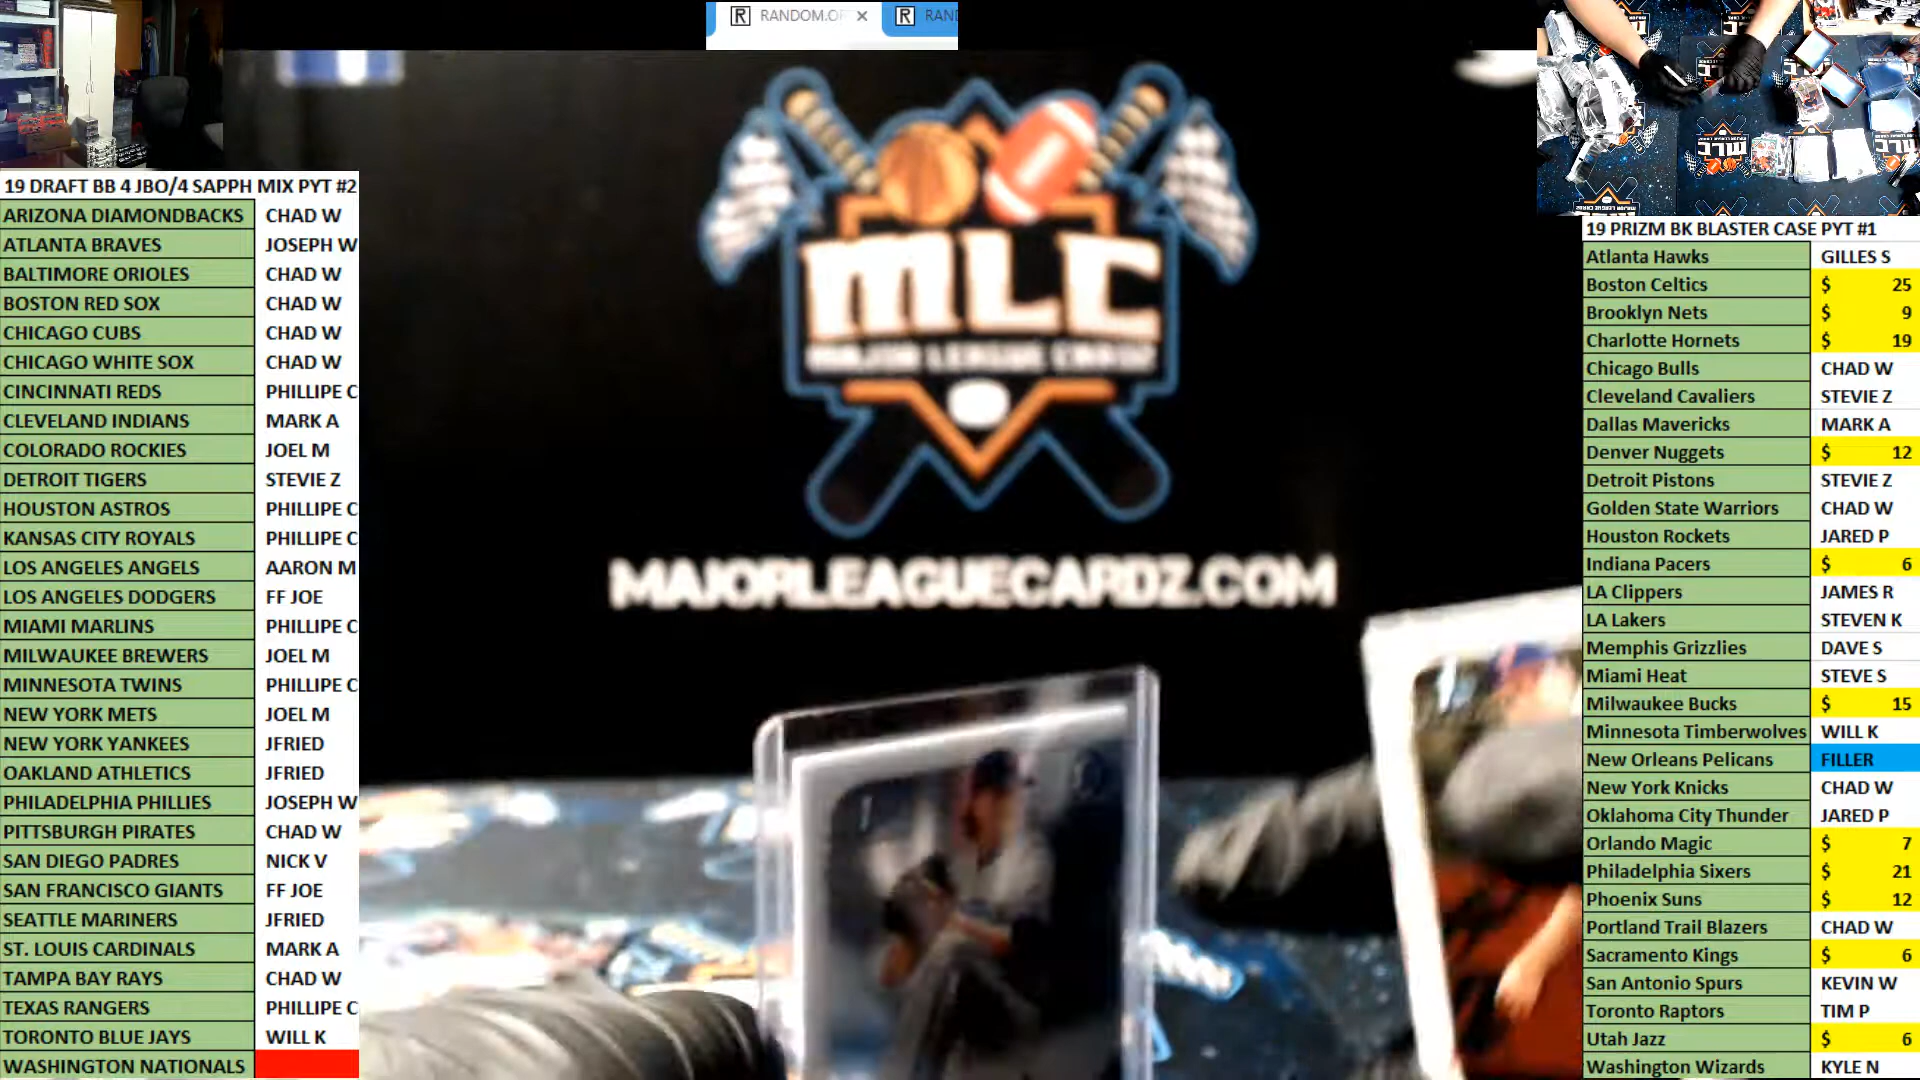 RANDOM.OR
RAND
19 DRAFT BB 4 JBO/4 SAPPH MIX PYT #2
ARIZONA DIAMONDBACKS CHAD W
ATLANTA BRAVES JOSEPH W
BALTIMORE ORIOLES CHAD W
BOSTON RED SOX CHAD W
CHICAGO CUBS CHAD W
CHICAGO WHITE SOX CHAD W
CINCINNATI REDS PHILLIPE C
CLEVELAND INDIANS MARK A
COLORADO ROCKIES JOEL M
DETROIT TIGERS STEVIE Z
HOUSTON ASTROS PHILLIPE C
KANSAS CITY ROYALS PHILLIPE C
LOS ANGELES ANGELS AARON M
LOS ANGELES DODGERS FF JOE
MIAMI MARLINS PHILLIPE C
MILWAUKEE BREWERS JOEL M
MINNESOTA TWINS PHILLIPE C
NEW YORK METS JOEL M
NEW YORK YANKEES JFRIED
OAKLAND ATHLETICS JFRIED
PHILADELPHIA PHILLIES JOSEPH W
PITTSBURGH PIRATES CHAD W
SAN DIEGO PADRES NICK V
SAN FRANCISCO GIANTS FF JOE
SEATTLE MARINERS JFRIED
ST. LOUIS CARDINALS MARK A
TAMPA BAY RAYS CHAD W
TEXAS RANGERS PHILLIPE C
TORONTO BLUE JAYS WILL K
WASHINGTON NATIONALS
MLC
MAJOR LEAGUE CARDZ
MAJORLEAGUECARDZ.COM
MLC
19 PRIZM BK BLASTER CASE PYT #1
Atlanta Hawks GILLES S
Boston Celtics $ 25
Brooklyn Nets $ 9
Charlotte Hornets $ 19
Chicago Bulls CHAD W
Cleveland Cavaliers STEVIE Z
Dallas Mavericks MARK A
Denver Nuggets $ 12
Detroit Pistons STEVIE Z
Golden State Warriors CHAD W
Houston Rockets JARED P
Indiana Pacers $ 6
LA Clippers JAMES R
LA Lakers STEVEN K
Memphis Grizzlies DAVE S
Miami Heat STEVE S
Milwaukee Bucks $ 15
Minnesota Timberwolves WILL K
New Orleans Pelicans FILLER
New York Knicks CHAD W
Oklahoma City Thunder JARED P
Orlando Magic $ 7
Philadelphia Sixers $ 21
Phoenix Suns $ 12
Portland Trail Blazers CHAD W
Sacramento Kings $ 6
San Antonio Spurs KEVIN W
Toronto Raptors TIM P
Utah Jazz $ 6
Washington Wizards KYLE N